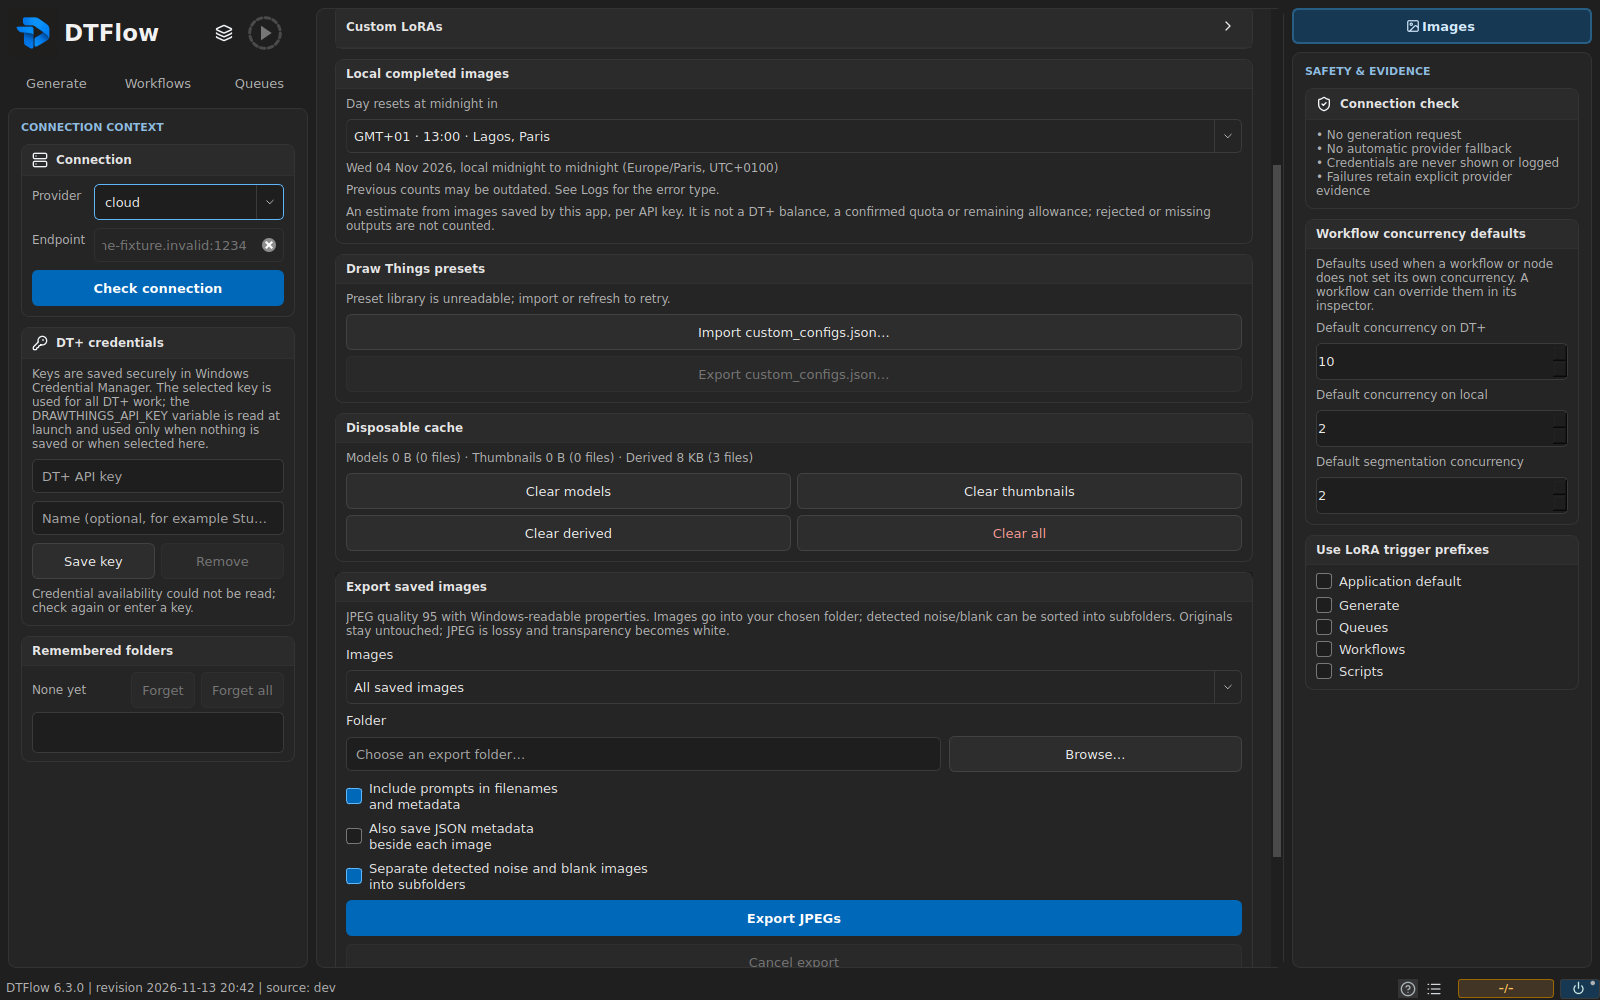 DTFlow
Generate
Workflows
Queues
CONNECTION CONTEXT
Connection
Provider
cloud
Endpoint
ne-fixture.invalid:1234
Check connection
DT+ credentials
Keys are saved securely in Windows
Credential Manager. The selected key is
used for all DT+ work; the
DRAWTHINGS_API_KEY variable is read at
launch and used only when nothing is
saved or when selected here.
DT+ API key
Name (optional, for example Stu…
Save key
Remove
Credential availability could not be read;
check again or enter a key.
Remembered folders
None yet
Forget
Forget all
Custom LoRAs
Local completed images
Day resets at midnight in
GMT+01 · 13:00 · Lagos, Paris
Wed 04 Nov 2026, local midnight to midnight (Europe/Paris, UTC+0100)
Previous counts may be outdated. See Logs for the error type.
An estimate from images saved by this app, per API key. It is not a DT+ balance, a confirmed quota or remaining allowance; rejected or missing
outputs are not counted.
Draw Things presets
Preset library is unreadable; import or refresh to retry.
Import custom_configs.json…
Export custom_configs.json…
Disposable cache
Models 0 B (0 files) · Thumbnails 0 B (0 files) · Derived 8 KB (3 files)
Clear models
Clear thumbnails
Clear derived
Clear all
Export saved images
JPEG quality 95 with Windows-readable properties. Images go into your chosen folder; detected noise/blank can be sorted into subfolders. Originals
stay untouched; JPEG is lossy and transparency becomes white.
Images
All saved images
Folder
Choose an export folder…
Browse…
Include prompts in filenames
and metadata
Also save JSON metadata
beside each image
Separate detected noise and blank images
into subfolders
Export JPEGs
Cancel export
Images
SAFETY & EVIDENCE
Connection check
• No generation request
• No automatic provider fallback
• Credentials are never shown or logged
• Failures retain explicit provider
evidence
Workflow concurrency defaults
Defaults used when a workflow or node
does not set its own concurrency. A
workflow can override them in its
inspector.
Default concurrency on DT+
10
Default concurrency on local
2
Default segmentation concurrency
2
Use LoRA trigger prefixes
Application default
Generate
Queues
Workflows
Scripts
DTFlow 6.3.0 | revision 2026-11-13 20:42 | source: dev
-/-